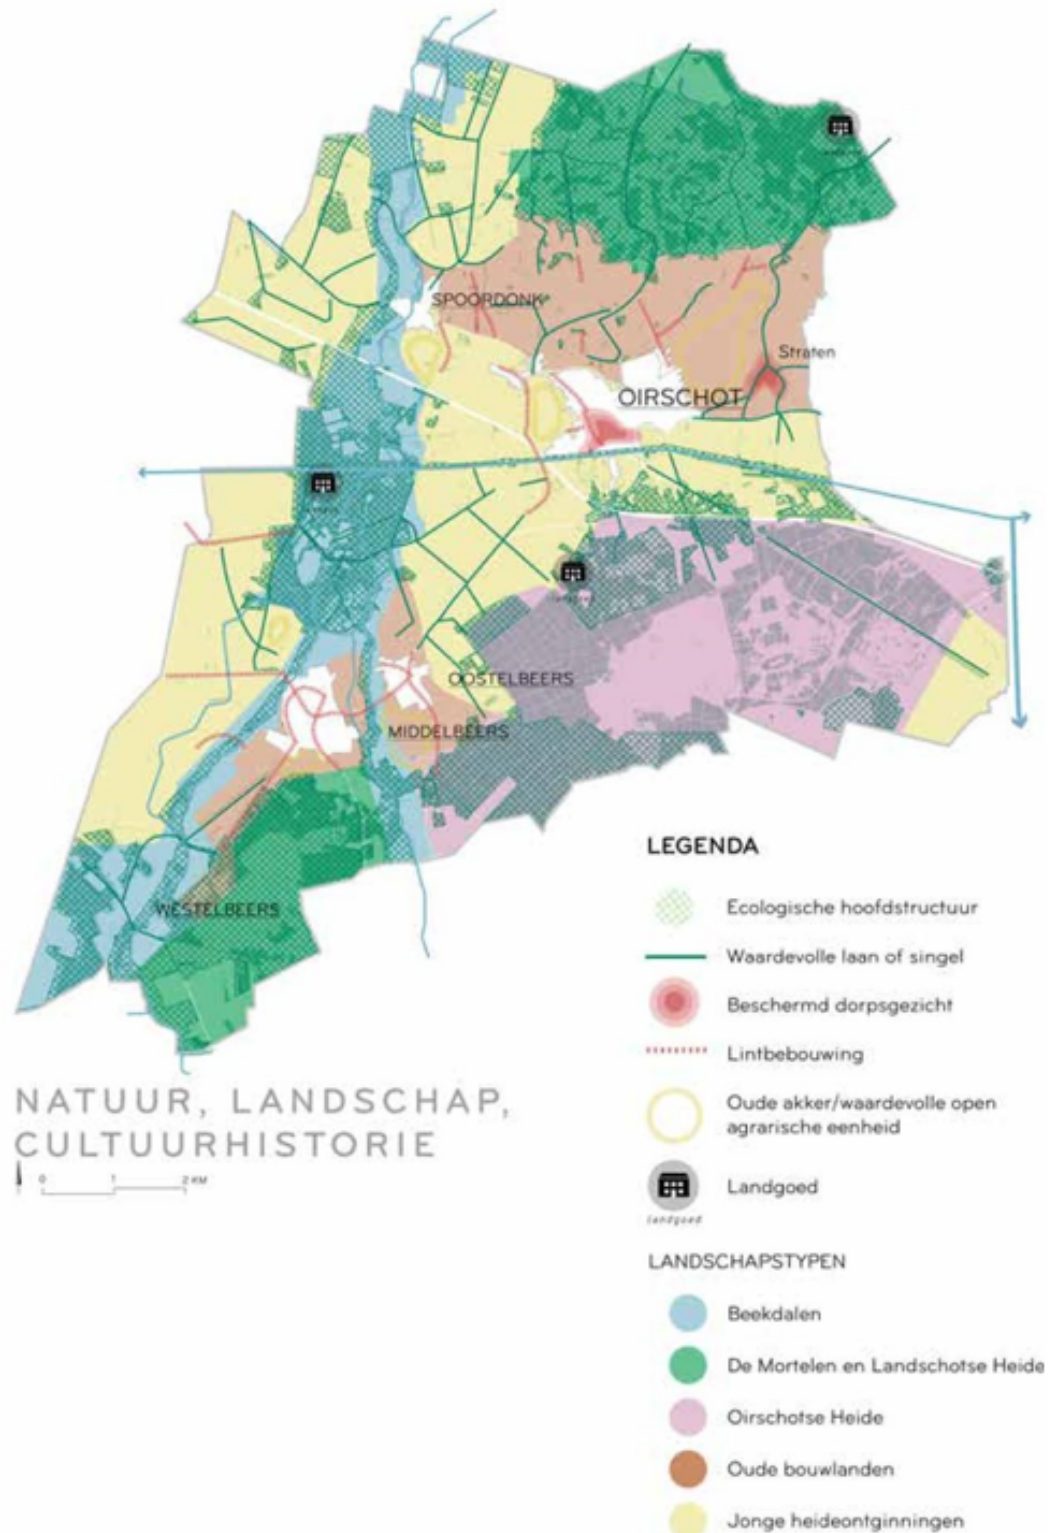 SPOORDONK
Straten
OIRSCHOT
OOSTELBEERS
MIDDELBEERS
WESTELBEERS
NATUUR, LANDSCHAP,
CULTUURHISTORIE
0 1 2 KM
LEGENDA
Ecologische hoofdstructuur
Waardevolle laan of singel
Beschermd dorpsgezicht
Lintbebouwing
Oude akker/waardevolle open
agrarische eenheid
Landgoed
landgoed
LANDSCHAPSTYPEN
Beekdalen
De Mortelen en Landschotse Heide
Oirschotse Heide
Oude bouwlanden
Jonge heideontginningen